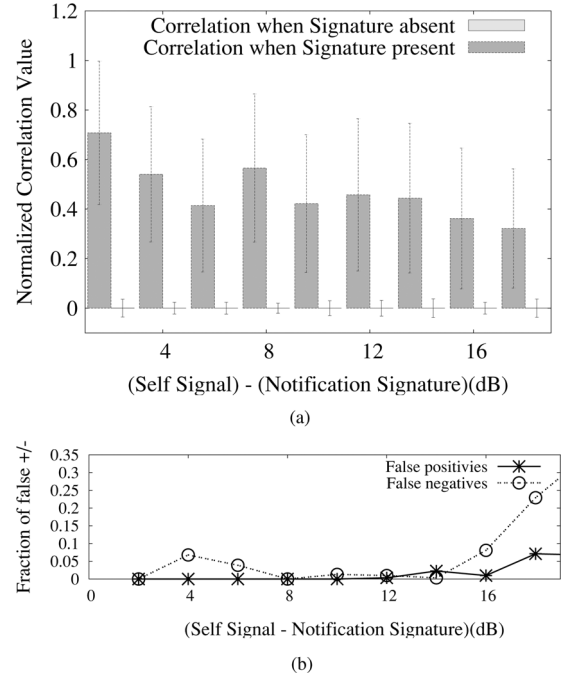 1.2
Correlation when Signature absent
Correlation when Signature present
1
0.8
0.6
0.4
0.2
0
Normalized Correlation Value
4 8 12 16
(Self Signal) - (Notification Signature)(dB)
(a)
0.35
0.3
0.25
0.2
0.15
0.1
0.05
0
Fraction of false +/-
False positivies
False negatives
0 4 8 12 16
(Self Signal - Notification Signature)(dB)
(b)